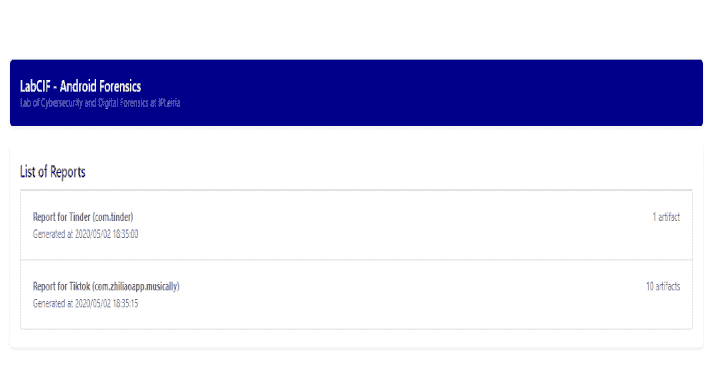 LabCIF - Android Forensics
Lab of Cybersecurity and Digital Forensics at IPLeiria
List of Reports
Report for Tinder (com.tinder)
1 artifact
Generated at 2020/05/02 18:35:00
Report for Tiktok (com.zhiliaoapp.musically)
10 artifacts
Generated at 2020/05/02 18:35:15